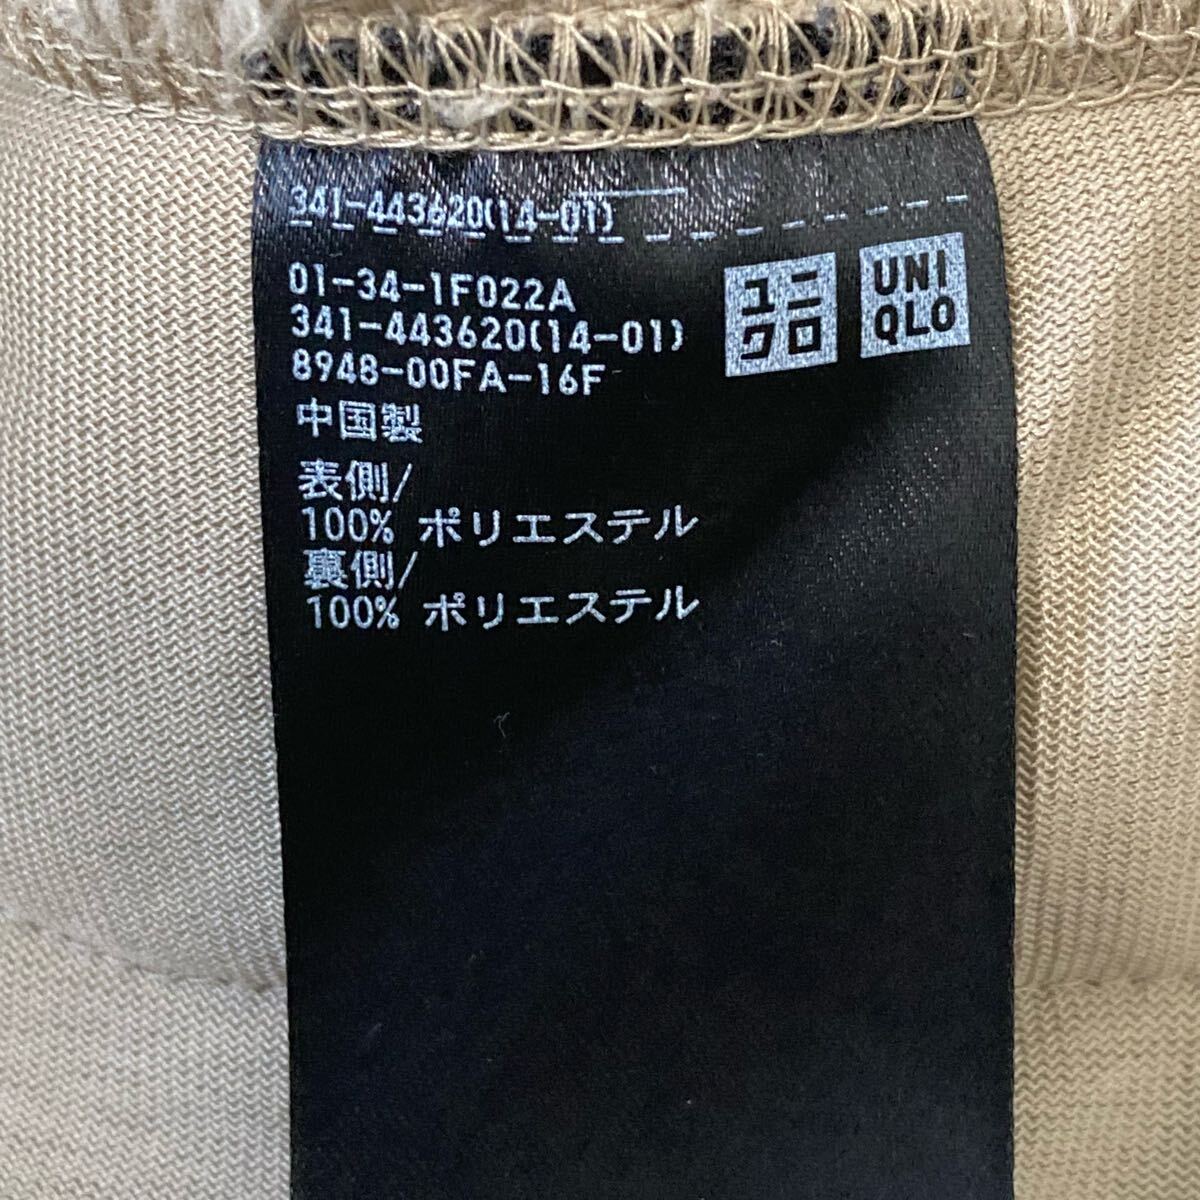 341-443620(14-01)
01-34-1F022A
341-443620(14-01)
8948-00FA-16F
中国製
表側/
100% ポリエステル
裏側/
100% ポリエステル
ユニ
クロ
UNI
QLO